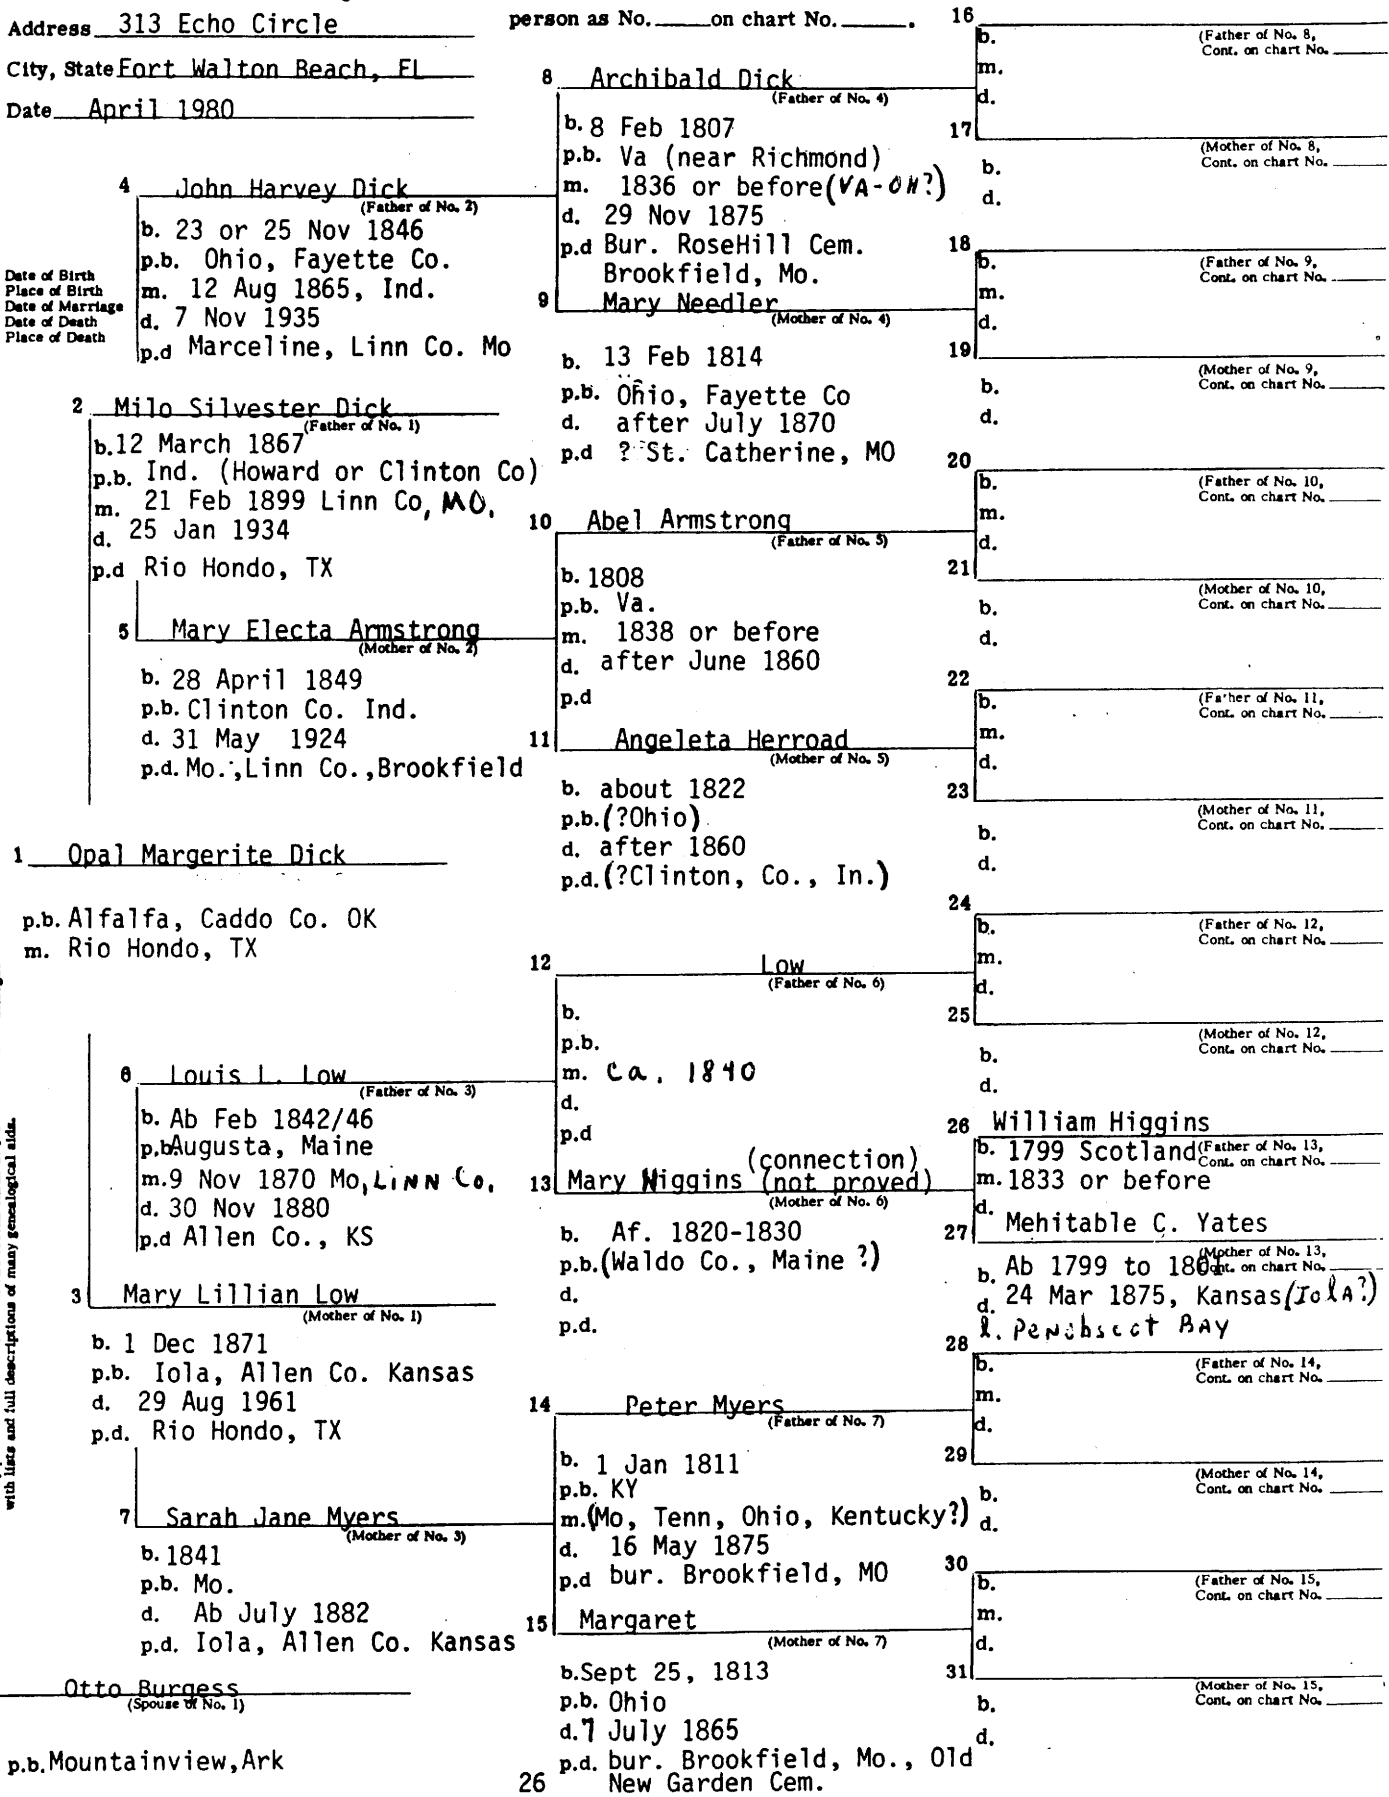 Address 313 Echo Circle
City, State Fort Walton Beach, FL
Date April 1980
person as No. on chart No. .
Date of Birth
Place of Birth
Date of Marriage
Date of Death
Place of Death
4 John Harvey Dick
(Father of No. 2)
b. 23 or 25 Nov 1846
p.b. Ohio, Fayette Co.
m. 12 Aug 1865, Ind.
d. 7 Nov 1935
p.d Marceline, Linn Co. Mo
2 Milo Silvester Dick
(Father of No. 1)
b. 12 March 1867
p.b. Ind. (Howard or Clinton Co)
m. 21 Feb 1899 Linn Co, MO.
d. 25 Jan 1934
p.d Rio Hondo, TX
5 Mary Electa Armstrong
(Mother of No. 2)
b. 28 April 1849
p.b. Clinton Co. Ind.
d. 31 May 1924
p.d. Mo., Linn Co., Brookfield
1 Opal Margerite Dick
p.b. Alfalfa, Caddo Co. OK
m. Rio Hondo, TX
with lists and full descriptions of many genealogical aids.
6 Louis L. Low
(Father of No. 3)
b. Ab Feb 1842/46
p.b. Augusta, Maine
m. 9 Nov 1870 Mo, LINN Co,
d. 30 Nov 1880
p.d Allen Co., KS
3 Mary Lillian Low
(Mother of No. 1)
b. 1 Dec 1871
p.b. Iola, Allen Co. Kansas
d. 29 Aug 1961
p.d. Rio Hondo, TX
7 Sarah Jane Myers
(Mother of No. 3)
b. 1841
p.b. Mo.
d. Ab July 1882
p.d. Iola, Allen Co. Kansas
Otto Burgess
(Spouse of No. 1)
p.b. Mountainview, Ark
8 Archibald Dick
(Father of No. 4)
b. 8 Feb 1807
p.b. Va (near Richmond)
m. 1836 or before (VA-OH?)
d. 29 Nov 1875
p.d Bur. RoseHill Cem.
Brookfield, Mo.
9 Mary Needler
(Mother of No. 4)
b. 13 Feb 1814
p.b. Ohio, Fayette Co
d. after July 1870
p.d ? St. Catherine, MO
10 Abel Armstrong
(Father of No. 5)
b. 1808
p.b. Va.
m. 1838 or before
d. after June 1860
p.d
11 Angeleta Herroad
(Mother of No. 5)
b. about 1822
p.b. (?Ohio)
d. after 1860
p.d. (?Clinton, Co., In.)
12 Low
(Father of No. 6)
b.
p.b.
m. ca. 1840
d.
p.d
(connection)
13 Mary Higgins (not proved)
(Mother of No. 6)
b. Af. 1820-1830
p.b. (Waldo Co., Maine ?)
d.
p.d.
14 Peter Myers
(Father of No. 7)
b. 1 Jan 1811
p.b. KY
m. (Mo, Tenn, Ohio, Kentucky?)
d. 16 May 1875
p.d bur. Brookfield, MO
15 Margaret
(Mother of No. 7)
b. Sept 25, 1813
p.b. Ohio
d. 7 July 1865
p.d. bur. Brookfield, Mo., Old
New Garden Cem.
26
16
b. (Father of No. 8,
Cont. on chart No.
m.
d.
17
(Mother of No. 8,
b. Cont. on chart No.
d.
18
b. (Father of No. 9,
Cont. on chart No.
m.
d.
19
(Mother of No. 9,
b. Cont. on chart No.
d.
20
b. (Father of No. 10,
Cont. on chart No.
m.
d.
21
(Mother of No. 10,
b. Cont. on chart No.
d.
22
b. (Father of No. 11,
Cont. on chart No.
m.
d.
23
(Mother of No. 11,
b. Cont. on chart No.
d.
24
b. (Father of No. 12,
Cont. on chart No.
m.
d.
25
(Mother of No. 12,
b. Cont. on chart No.
d.
26 William Higgins
b. 1799 Scotland (Father of No. 13,
Cont. on chart No.
m. 1833 or before
d.
27 Mehitable C. Yates
(Mother of No. 13,
b. Ab 1799 to 1801 Cont. on chart No.
d. 24 Mar 1875, Kansas (Iola?)
l. Penobscot BAY
28
b. (Father of No. 14,
Cont. on chart No.
m.
d.
29
(Mother of No. 14,
b. Cont. on chart No.
d.
30
b. (Father of No. 15,
Cont. on chart No.
m.
d.
31
(Mother of No. 15,
b. Cont. on chart No.
d.